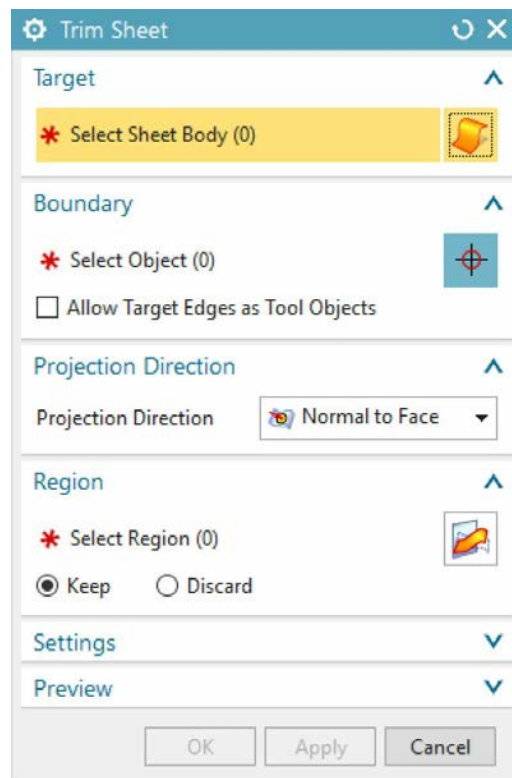 Trim Sheet
Target
* Select Sheet Body (0)
Boundary
* Select Object (0)
Allow Target Edges as Tool Objects
Projection Direction
Projection Direction Normal to Face
Region
* Select Region (0)
Keep Discard
Settings
Preview
OK Apply Cancel